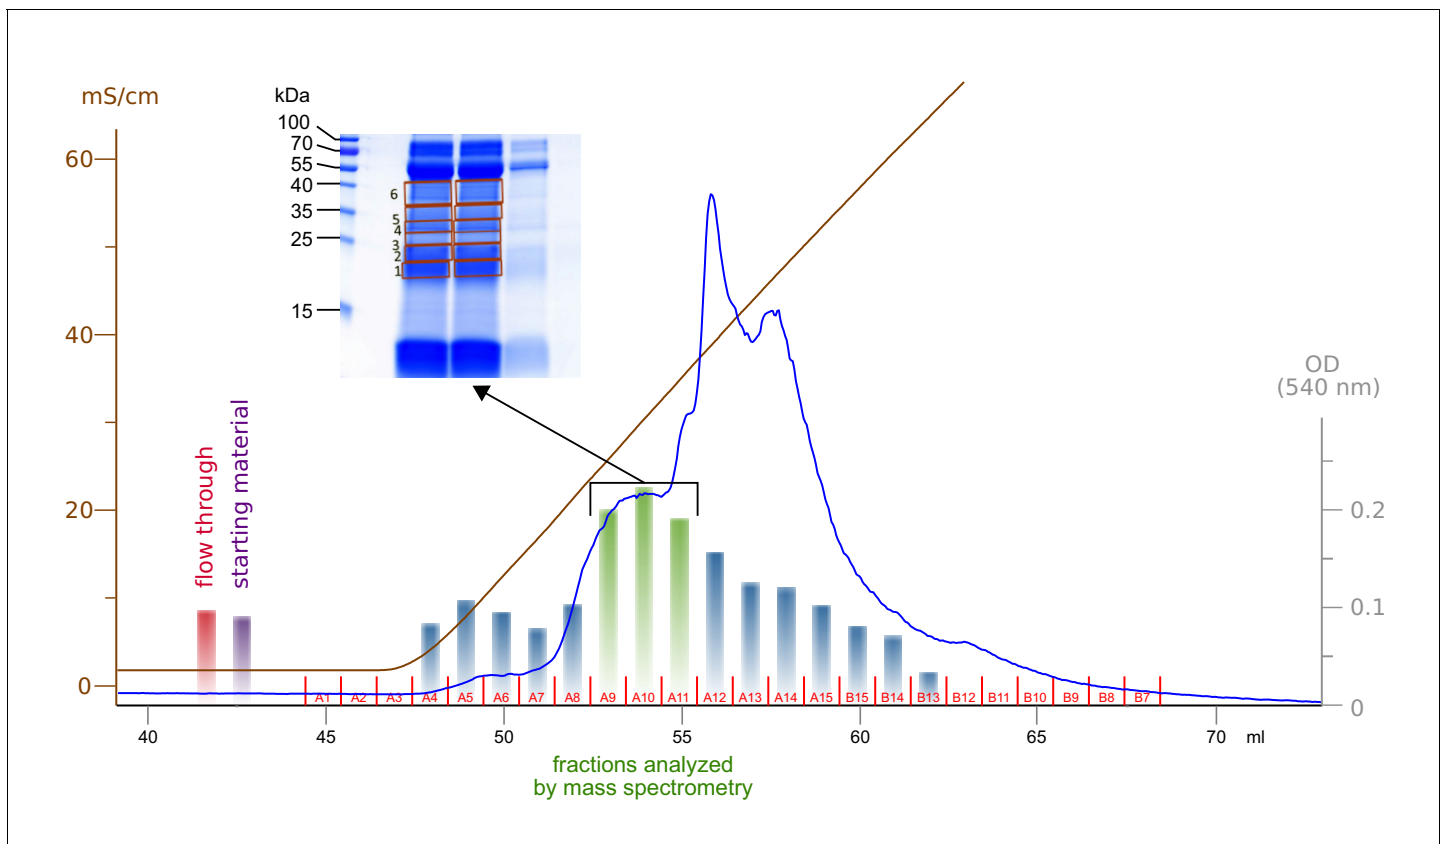 mS/cm
60
40
20
0
kDa
100
70
55
40
35
25
15
6
5
4
3
2
1
flow through
starting material
OD
(540 nm)
0.2
0.1
0
A1 A2 A3 A4 A5 A6 A7 A8 A9 A10 A11 A12 A13 A14 A15 B15 B14 B13 B12 B11 B10 B9 B8 B7
40 45 50 55 60 65 70 ml
fractions analyzed
by mass spectrometry